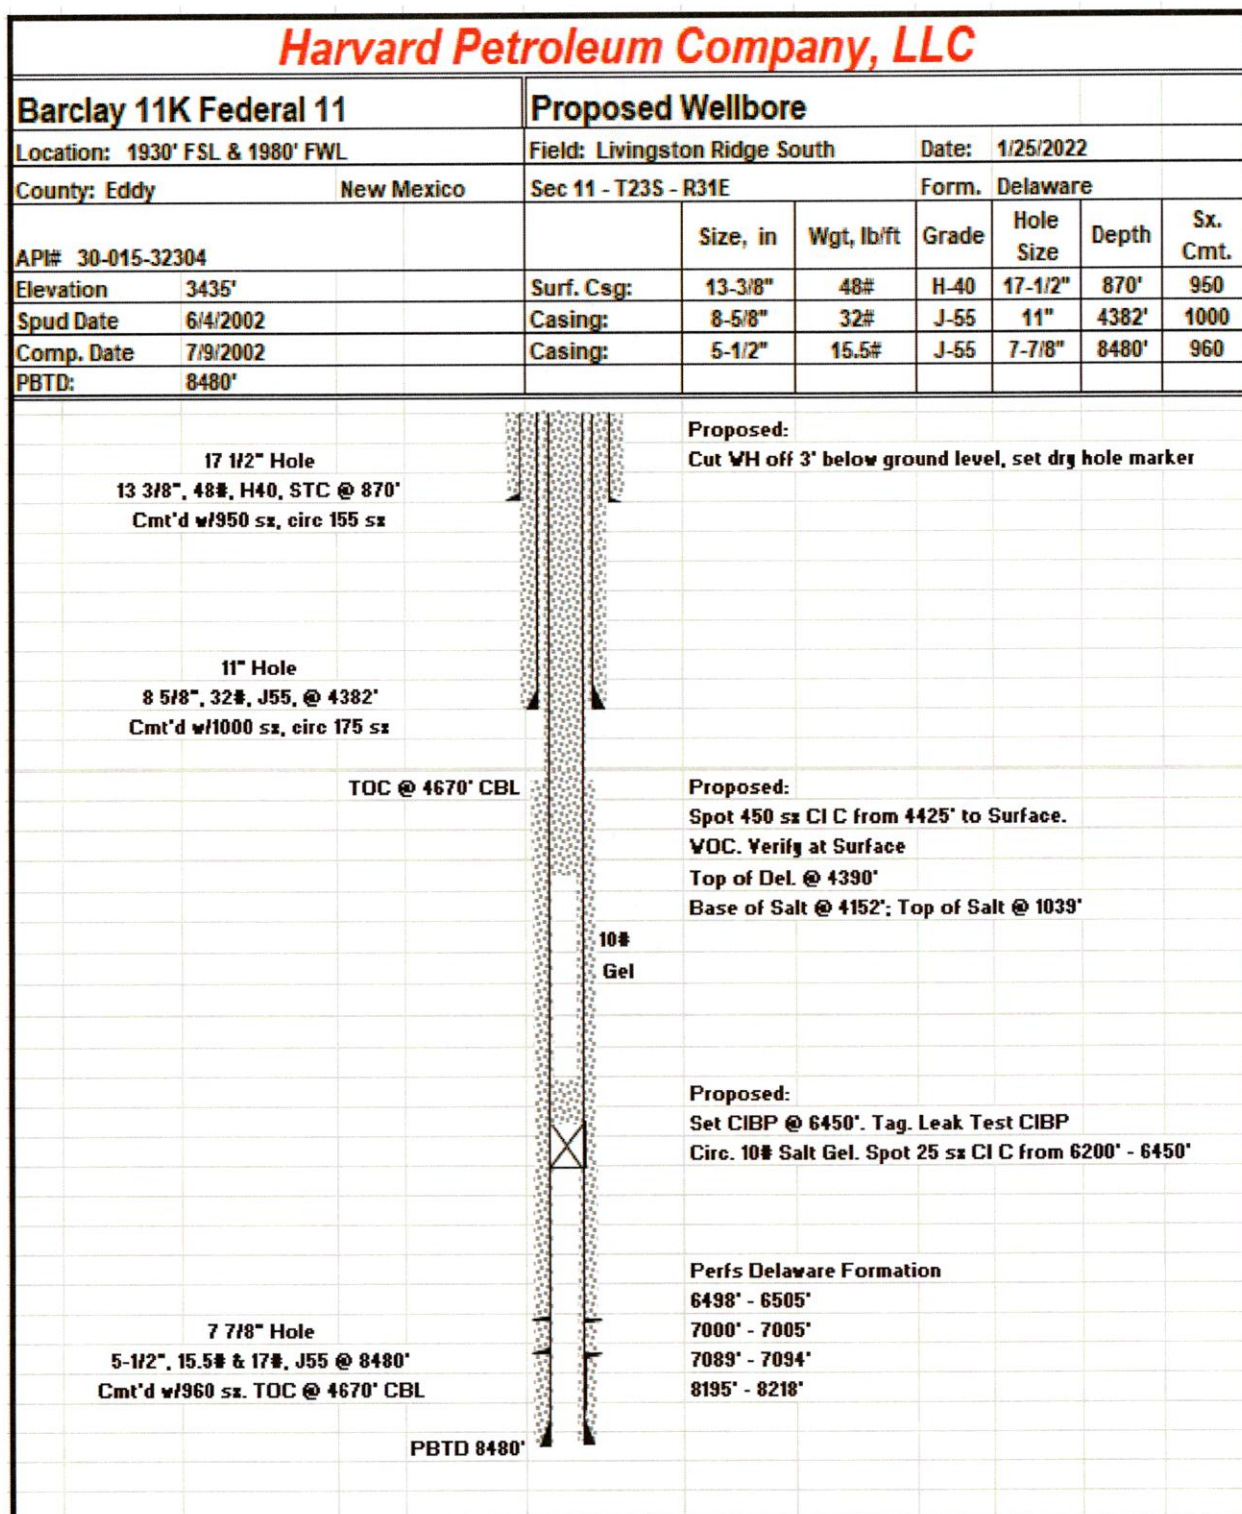 Harvard Petroleum Company, LLC
Barclay 11K Federal 11 Proposed Wellbore
Location: 1930' FSL & 1980' FWL Field: Livingston Ridge South Date: 1/25/2022
County: Eddy New Mexico Sec 11 - T23S - R31E Form. Delaware
API# 30-015-32304 Size, in Wgt, lb/ft Grade Hole Size Depth Sx. Cmt.
Elevation 3435' Surf. Csg: 13-3/8" 48# H-40 17-1/2" 870' 950
Spud Date 6/4/2002 Casing: 8-5/8" 32# J-55 11" 4382' 1000
Comp. Date 7/9/2002 Casing: 5-1/2" 15.5# J-55 7-7/8" 8480' 960
PBTD: 8480'
Proposed:
Cut WH off 3' below ground level, set dry hole marker
17 1/2" Hole
13 3/8", 48#, H40, STC @ 870'
Cmt'd w/950 sx, circ 155 sx
11" Hole
8 5/8", 32#, J55, @ 4382'
Cmt'd w/1000 sx, circ 175 sx
TOC @ 4670' CBL
Proposed:
Spot 450 sx Cl C from 4425' to Surface.
WOC. Verify at Surface
Top of Del. @ 4390'
Base of Salt @ 4152'; Top of Salt @ 1039'
10#
Gel
Proposed:
Set CIBP @ 6450'. Tag. Leak Test CIBP
Circ. 10# Salt Gel. Spot 25 sx Cl C from 6200' - 6450'
Perfs Delaware Formation
6498' - 6505'
7000' - 7005'
7089' - 7094'
8195' - 8218'
7 7/8" Hole
5-1/2", 15.5# & 17#, J55 @ 8480'
Cmt'd w/960 sx. TOC @ 4670' CBL
PBTD 8480'